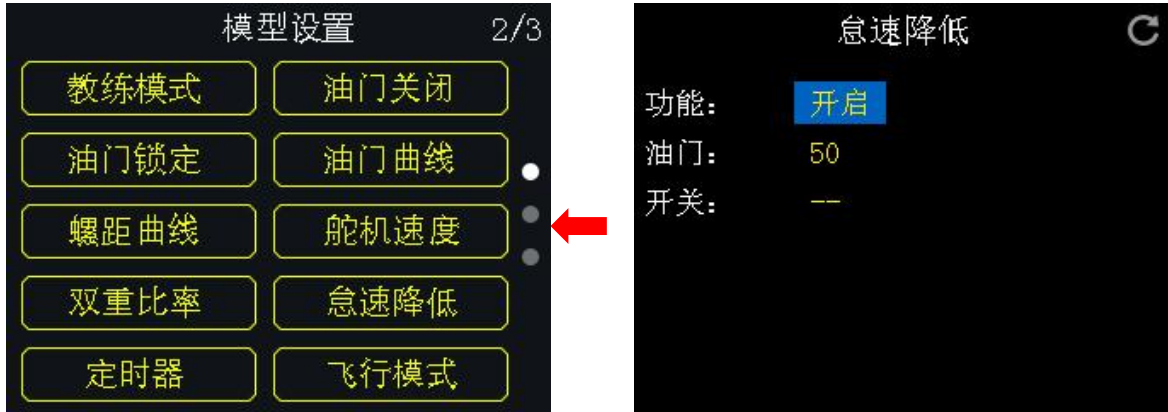 模型设置 2/3
教练模式 油门关闭
油门锁定 油门曲线
螺距曲线 舵机速度
双重比率 怠速降低
定时器 飞行模式
怠速降低
功能： 开启
油门： 50
开关： --